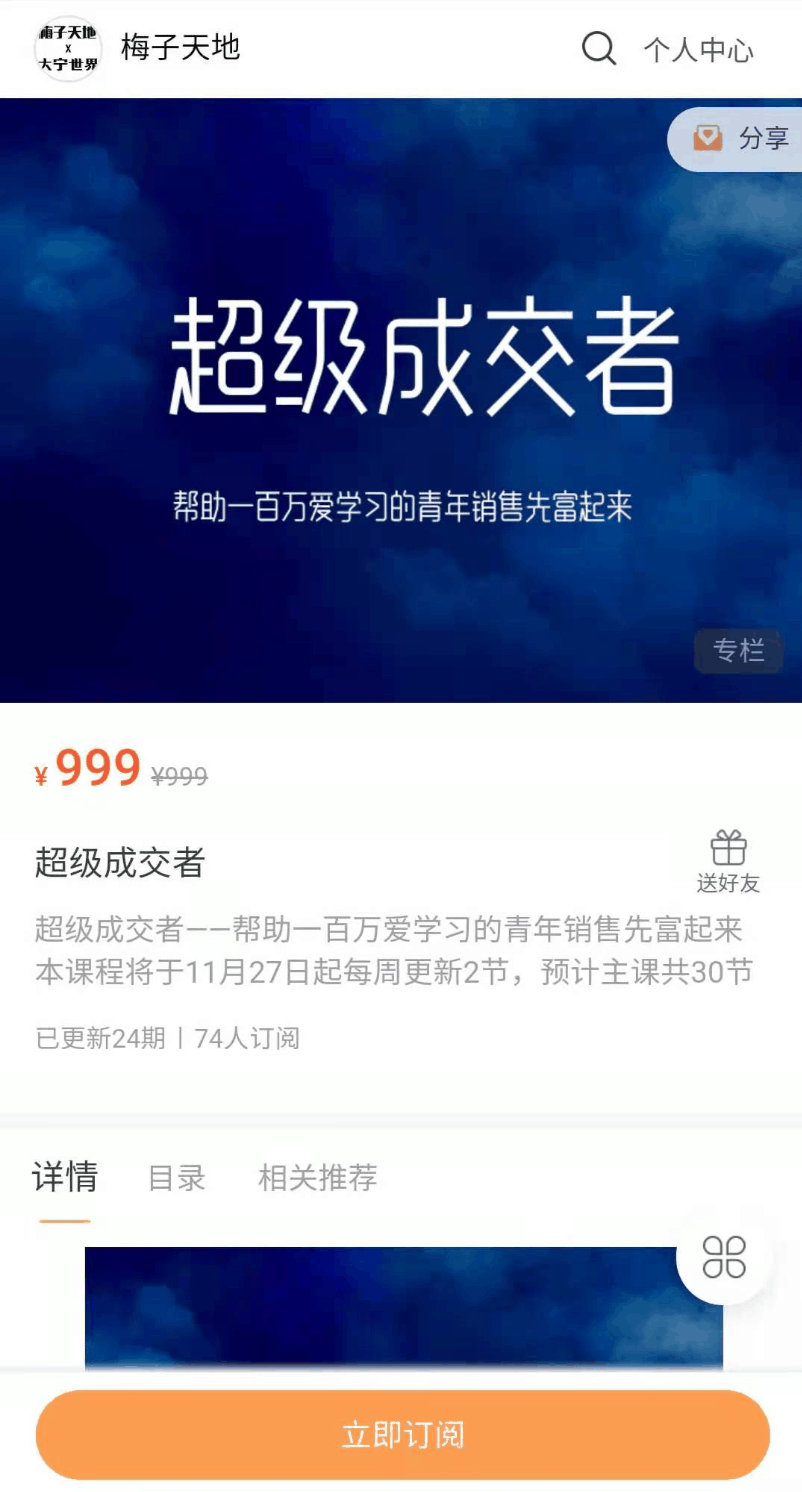 梅子天地
x
大宁世界
梅子天地
个人中心
分享
超级成交者
帮助一百万爱学习的青年销售先富起来
专栏
¥999 ¥999
超级成交者
送好友
超级成交者——帮助一百万爱学习的青年销售先富起来
本课程将于11月27日起每周更新2节，预计主课共30节
已更新24期丨74人订阅
详情 目录 相关推荐
立即订阅